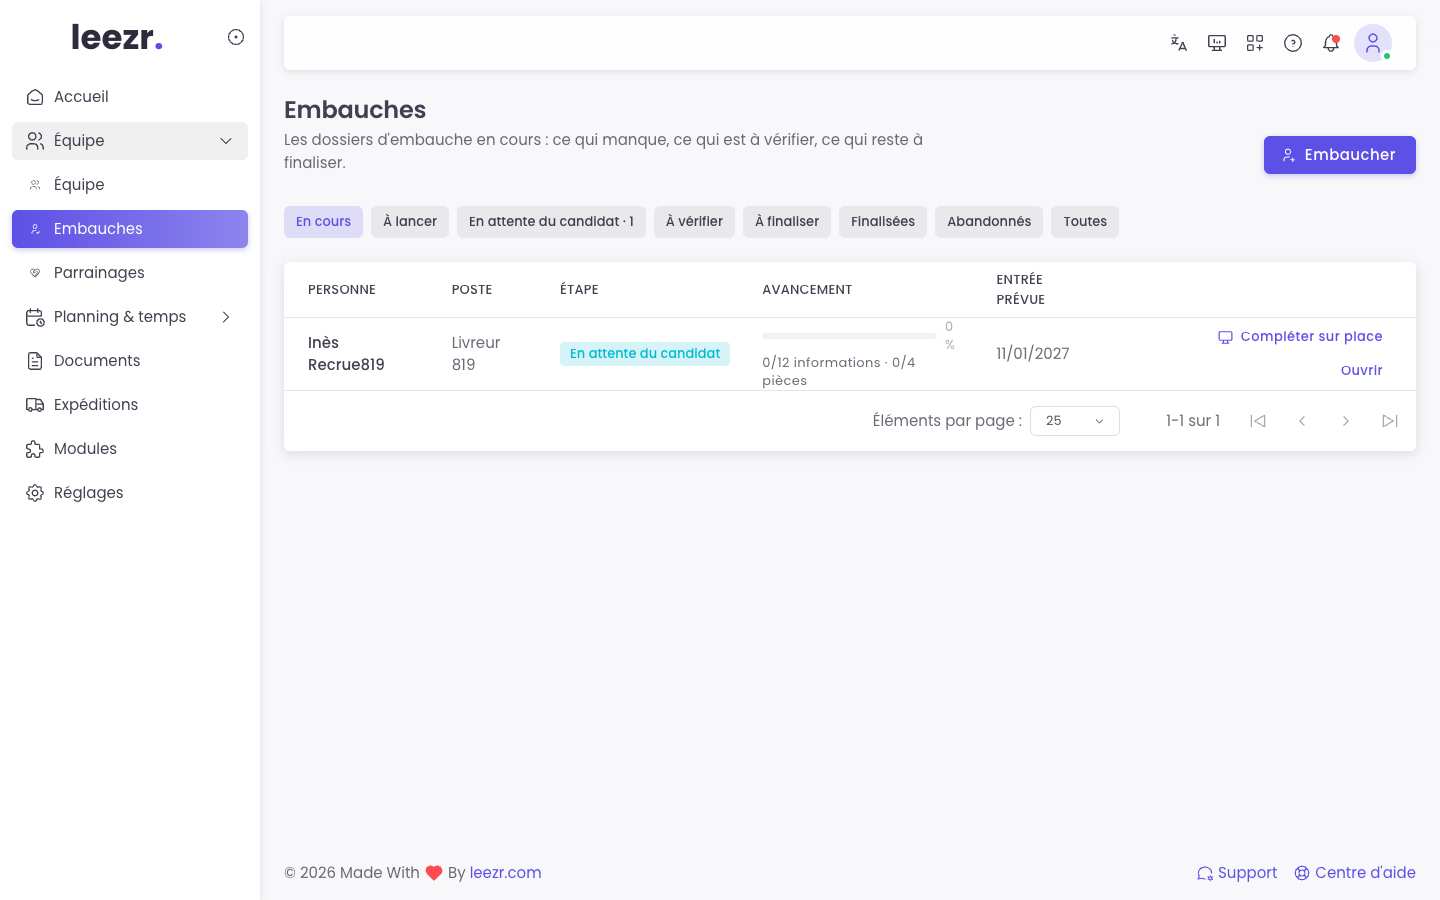 leezr.
Accueil
Équipe
Équipe
Embauches
Parrainages
Planning & temps
Documents
Expéditions
Modules
Réglages
Embauches
Les dossiers d'embauche en cours : ce qui manque, ce qui est à vérifier, ce qui reste à
finaliser.
Embaucher
En cours
À lancer
En attente du candidat · 1
À vérifier
À finaliser
Finalisées
Abandonnés
Toutes
PERSONNE
POSTE
ÉTAPE
AVANCEMENT
ENTRÉE
PRÉVUE
Inès
Recrue819
Livreur
819
En attente du candidat
0
%
0/12 informations · 0/4
pièces
11/01/2027
Compléter sur place
Ouvrir
Éléments par page :
25
1-1 sur 1
© 2026 Made With By leezr.com
Support
Centre d'aide